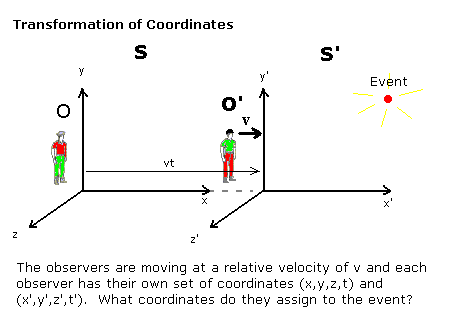 Transformation of Coordinates
S
S'
y
y'
Event
O
O'
v
vt
x
x'
z
z'
The observers are moving at a relative velocity of v and each
observer has their own set of coordinates (x,y,z,t) and
(x',y',z',t').  What coordinates do they assign to the event?